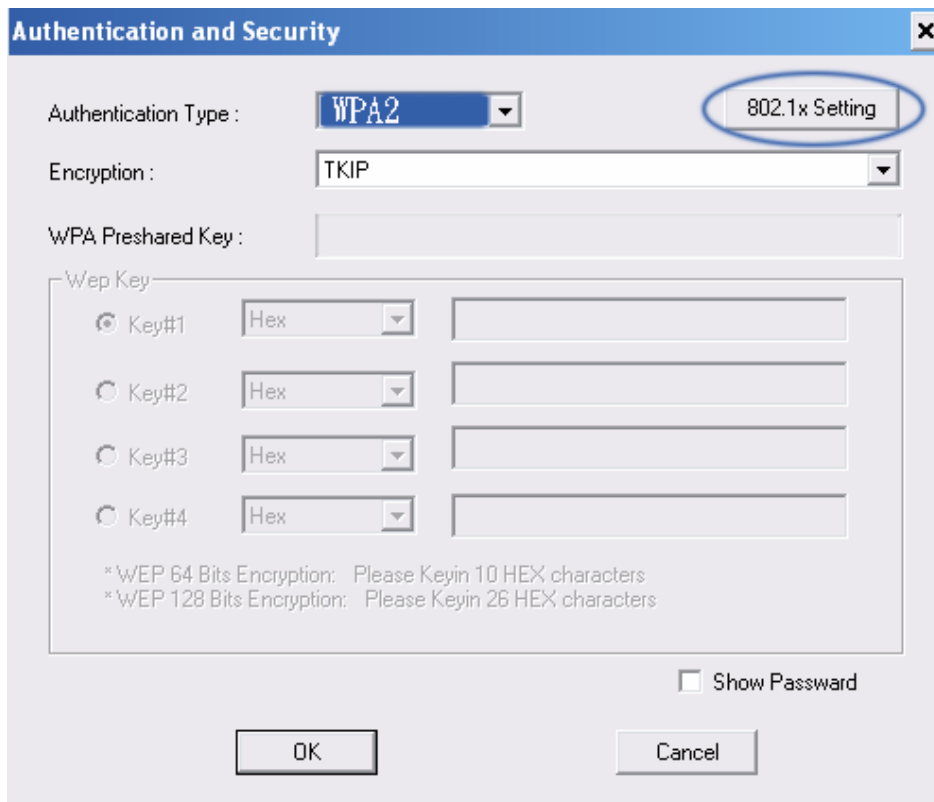 Authentication and Security
Authentication Type :
WPA2
802.1x Setting
Encryption :
TKIP
WPA Preshared Key :
Wep Key
Key#1
Hex
Key#2
Hex
Key#3
Hex
Key#4
Hex
* WEP 64 Bits Encryption: Please Keyin 10 HEX characters
* WEP 128 Bits Encryption: Please Keyin 26 HEX characters
Show Passward
OK
Cancel